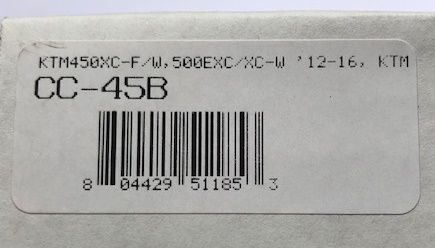 KTM450XC-F/W,500EXC/XC-W '12-16, KTM
CC-45B
8 04429 51185 3